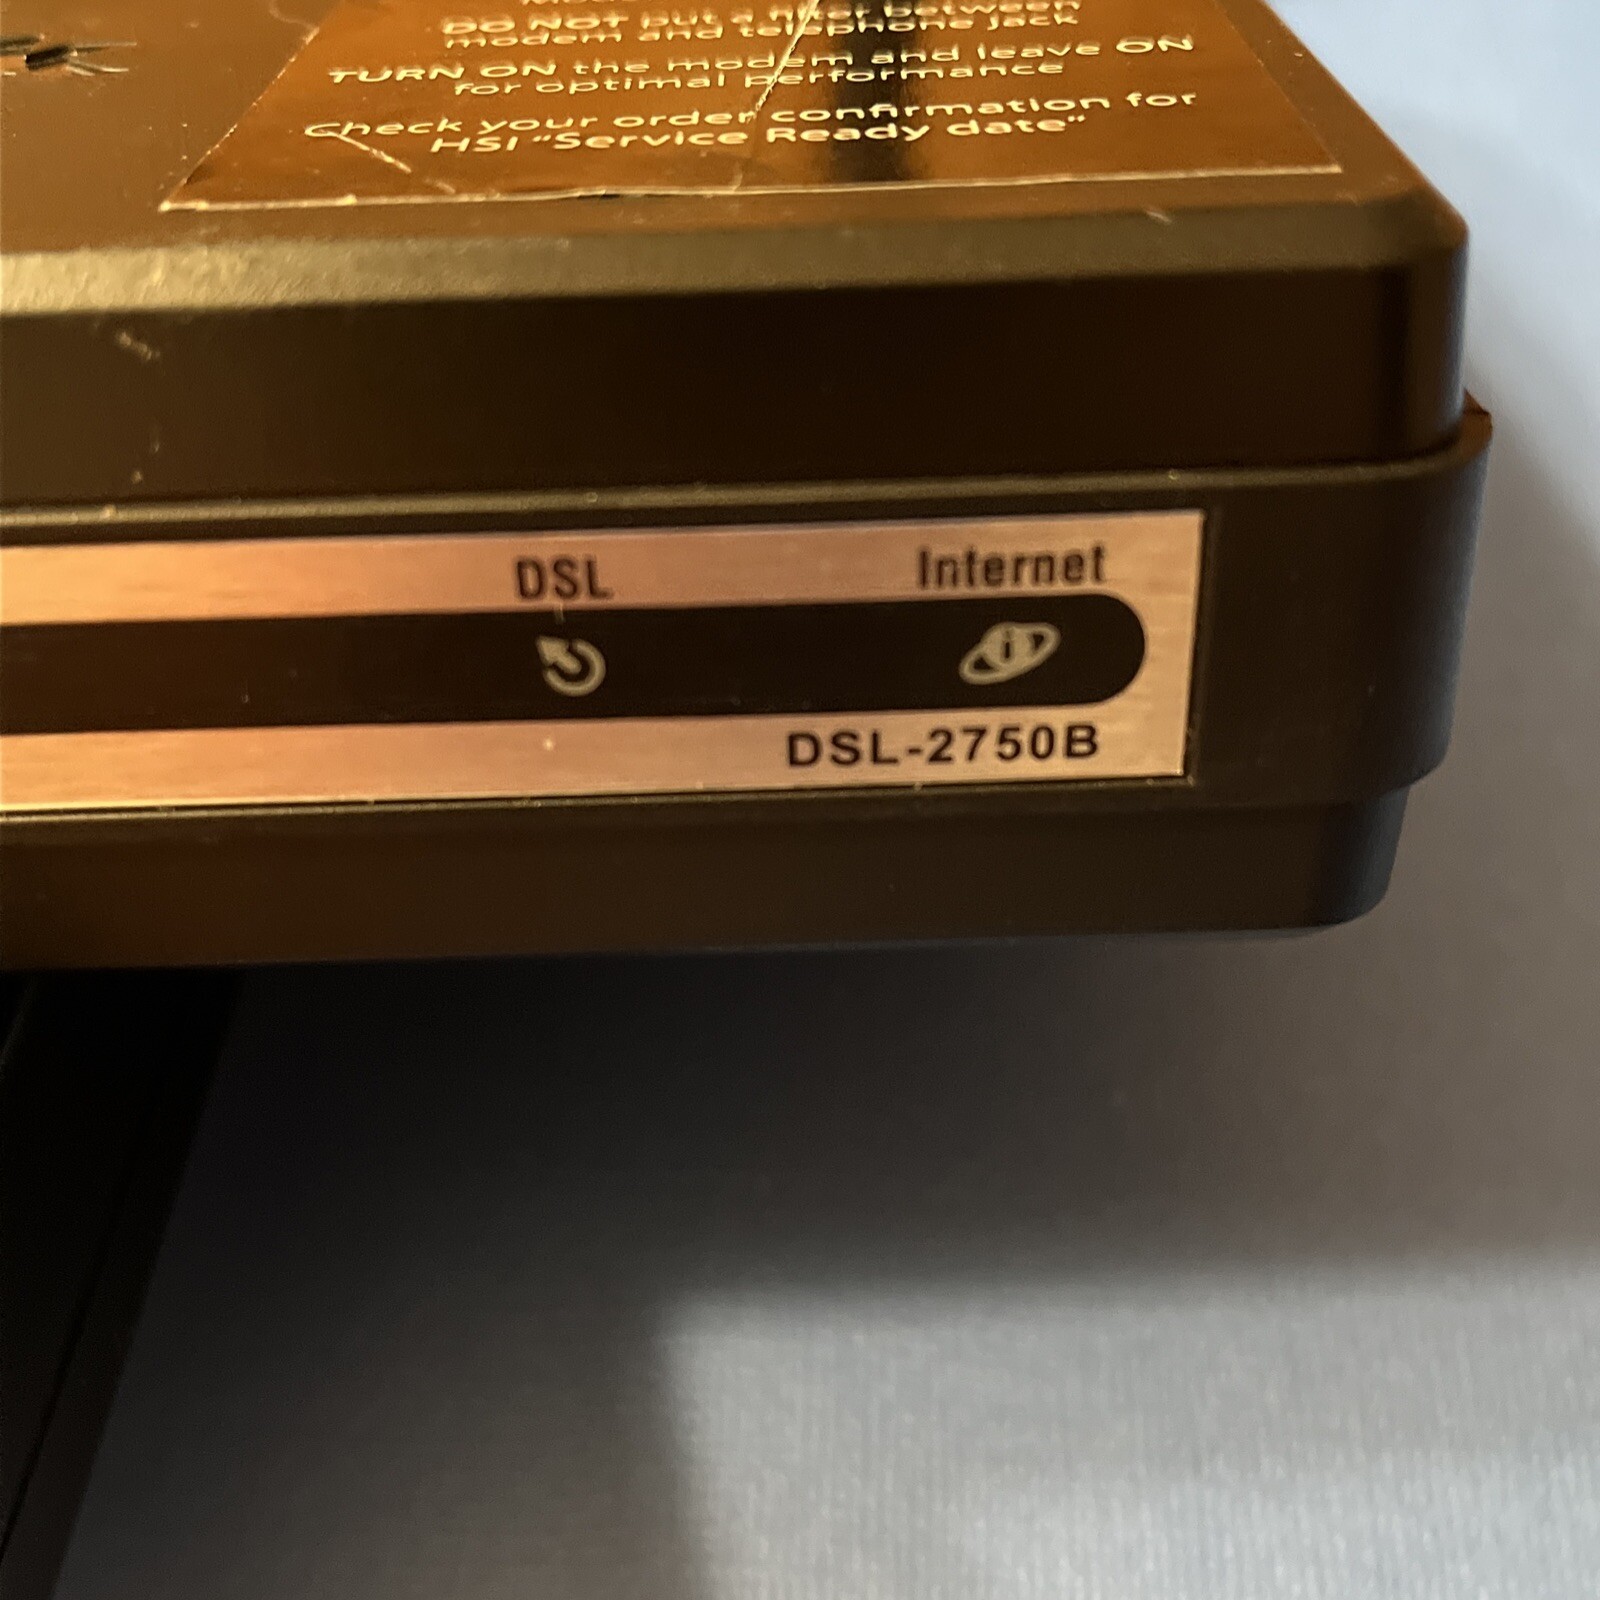 DO NOT put a filter between
modem and telephone jack
TURN ON the modem and leave ON
for optimal performance
Check your order confirmation for
HSI "Service Ready date"
DSL
Internet
i
DSL-2750B